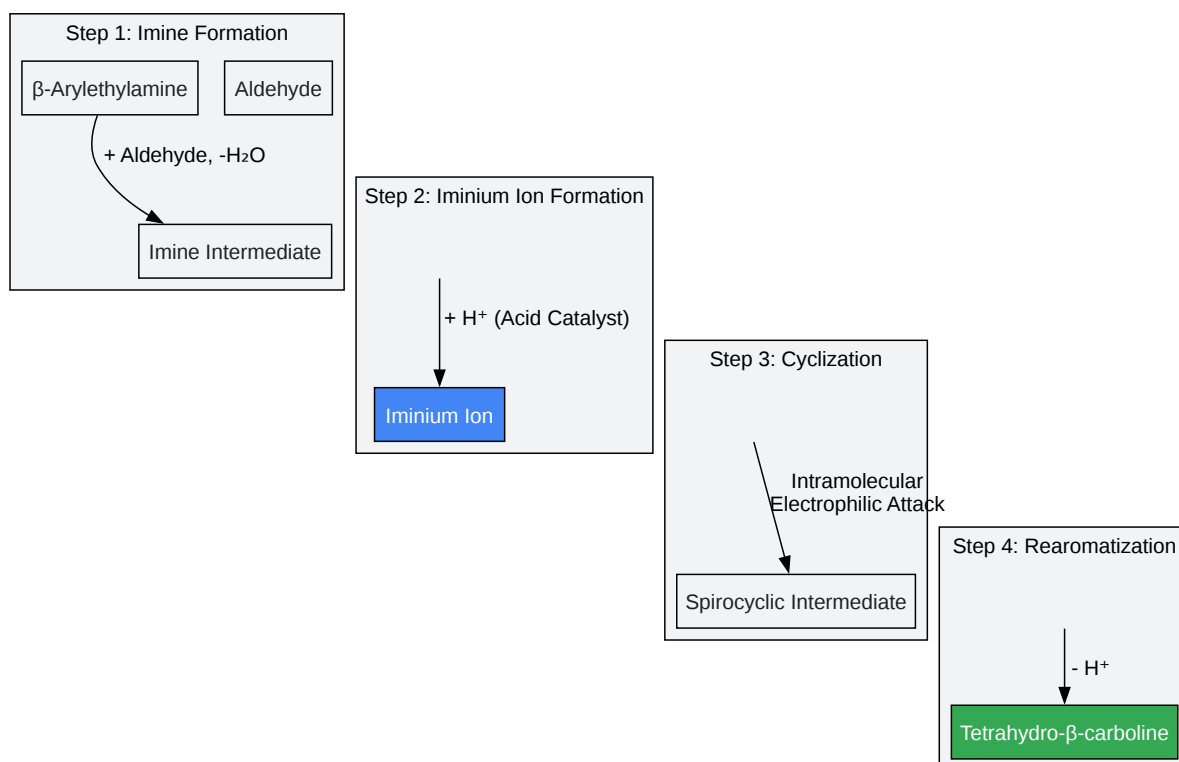 Step 1: Imine Formation
β-Arylethylamine
Aldehyde
+ Aldehyde, -H₂O
Imine Intermediate
Step 2: Iminium Ion Formation
+ H⁺ (Acid Catalyst)
Iminium Ion
Step 3: Cyclization
Intramolecular
Electrophilic Attack
Spirocyclic Intermediate
Step 4: Rearomatization
- H⁺
Tetrahydro-β-carboline